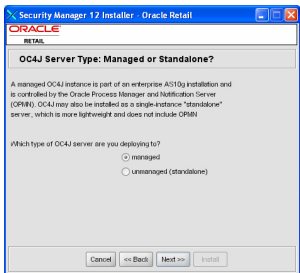 Security Manager 12 Installer - Oracle Retail
ORACLE
RETAIL
OC4J Server Type: Managed or Standalone?
A managed OC4J instance is part of an enterprise AS10g installation and
is controlled by the Oracle Process Manager and Notification Server
(OPMN). OC4J may also be installed as a single-instance "standalone"
server, which is more lightweight and does not include OPMN
Which type of OC4J server are you deploying to?
managed
unmanaged (standalone)
Cancel << Back Next >> Install